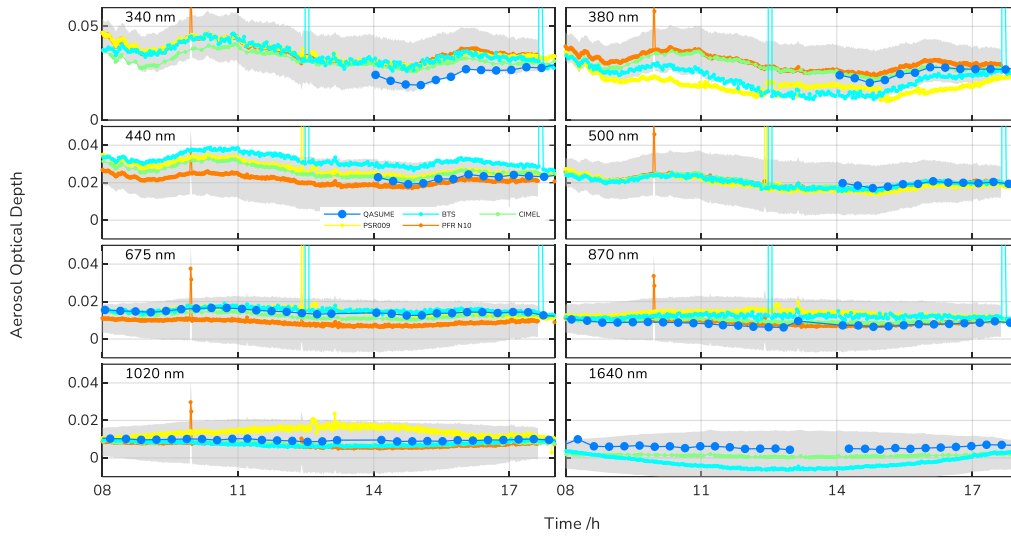 340 nm
380 nm
0.05
0
440 nm
500 nm
0.04
0.02
0
QASUME
BTS
CIMEL
PSR009
PFR N10
675 nm
870 nm
0.04
0.02
0
1020 nm
1640 nm
0.04
0.02
0
08
11
14
17
08
11
14
17
Aerosol Optical Depth
Time /h